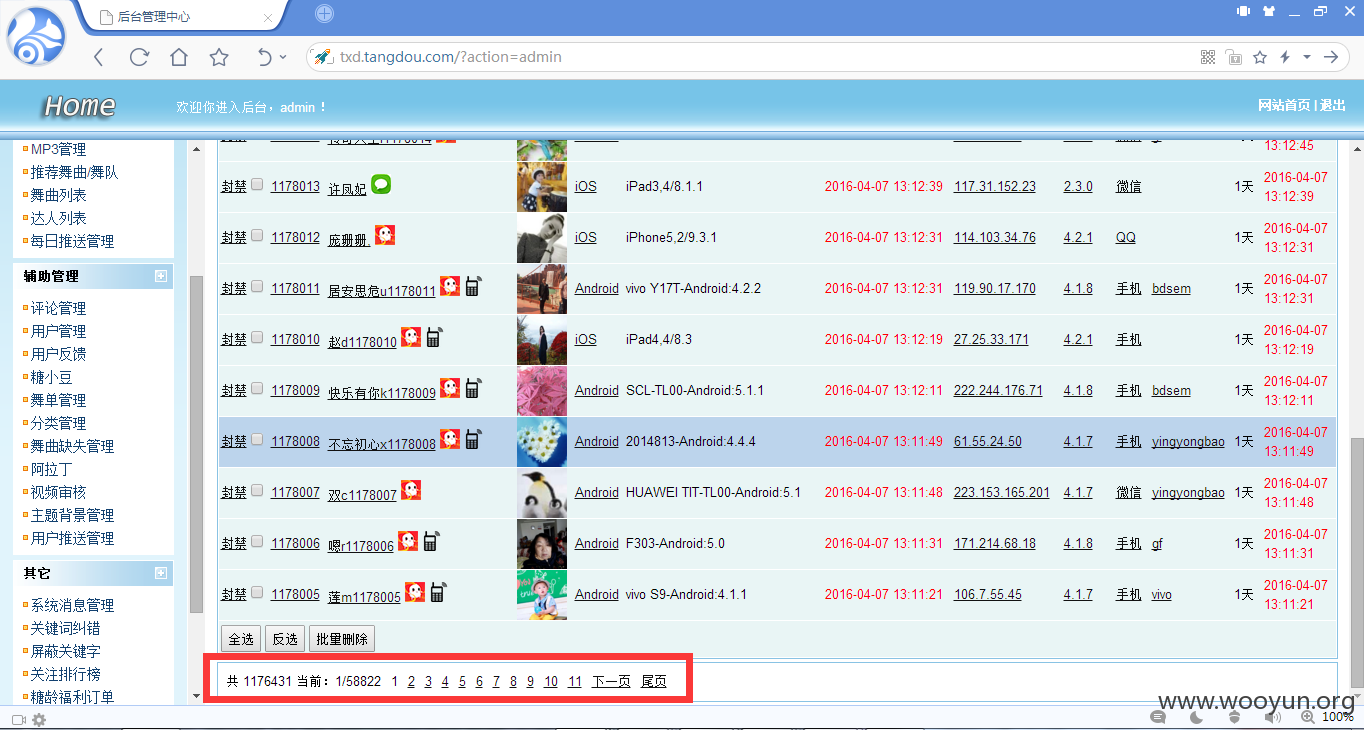 后台管理中心
txd.tangdou.com/?action=admin
Home
欢迎你进入后台，admin！
网站首页 | 退出
MP3管理
推荐舞曲/舞队
舞曲列表
达人列表
每日推送管理
辅助管理
评论管理
用户管理
用户反馈
糖小豆
舞单管理
分类管理
舞曲缺失管理
阿拉丁
视频审核
主题背景管理
用户推送管理
其它
系统消息管理
关键词纠错
屏蔽关键字
关注排行榜
糖龄福利订单
13:12:45
封禁 1178013 许凤妃 iOS iPad3,4/8.1.1 2016-04-07 13:12:39 117.31.152.23 2.3.0 微信 1天 2016-04-07
13:12:39
封禁 1178012 庞珊珊. iOS iPhone5,2/9.3.1 2016-04-07 13:12:31 114.103.34.76 4.2.1 QQ 1天 2016-04-07
13:12:31
封禁 1178011 居安思危u1178011 Android vivo Y17T-Android:4.2.2 2016-04-07 13:12:31 119.90.17.170 4.1.8 手机 bdsem 1天 2016-04-07
13:12:31
封禁 1178010 赵d1178010 iOS iPad4,4/8.3 2016-04-07 13:12:19 27.25.33.171 4.2.1 手机 1天 2016-04-07
13:12:19
封禁 1178009 快乐有你k1178009 Android SCL-TL00-Android:5.1.1 2016-04-07 13:12:11 222.244.176.71 4.1.8 手机 bdsem 1天 2016-04-07
13:12:11
封禁 1178008 不忘初心x1178008 Android 2014813-Android:4.4.4 2016-04-07 13:11:49 61.55.24.50 4.1.7 手机 yingyongbao 1天 2016-04-07
13:11:49
封禁 1178007 双c1178007 Android HUAWEI TIT-TL00-Android:5.1 2016-04-07 13:11:48 223.153.165.201 4.1.7 微信 yingyongbao 1天 2016-04-07
13:11:48
封禁 1178006 嗯r1178006 Android F303-Android:5.0 2016-04-07 13:11:31 171.214.68.18 4.1.8 手机 gf 1天 2016-04-07
13:11:31
封禁 1178005 莲m1178005 Android vivo S9-Android:4.1.1 2016-04-07 13:11:21 106.7.55.45 4.1.7 手机 vivo 1天 2016-04-07
13:11:21
全选 反选 批量删除
共 1176431 当前：1/58822 1 2 3 4 5 6 7 8 9 10 11 下一页 尾页
www.wooyun.org
100%